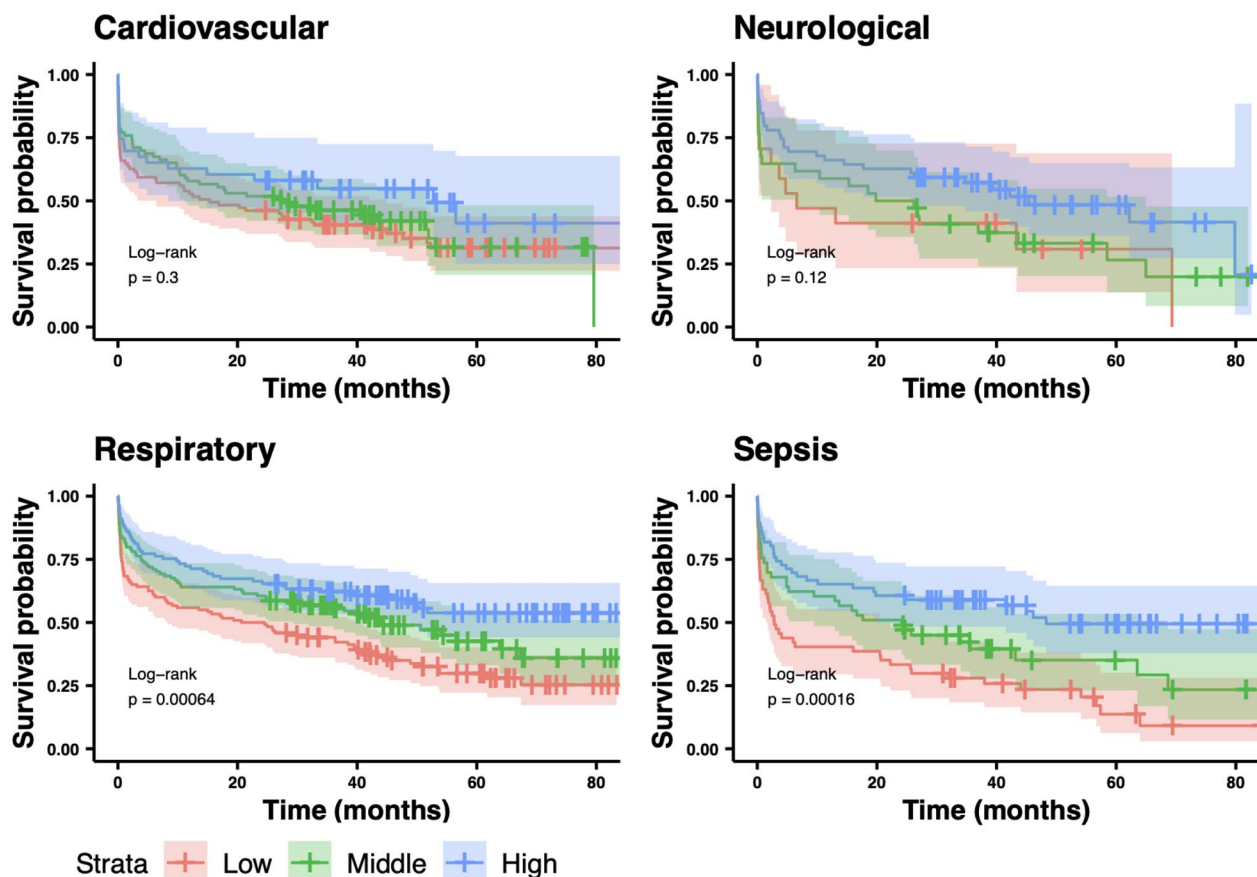 Cardiovascular
Survival probability
1.00
0.75
0.50
0.25
0.00
Log-rank
p = 0.3
0 20 40 60 80
Time (months)
Neurological
Survival probability
1.00
0.75
0.50
0.25
0.00
Log-rank
p = 0.12
0 20 40 60 80
Time (months)
Respiratory
Survival probability
1.00
0.75
0.50
0.25
0.00
Log-rank
p = 0.00064
0 20 40 60 80
Time (months)
Sepsis
Survival probability
1.00
0.75
0.50
0.25
0.00
Log-rank
p = 0.00016
0 20 40 60 80
Time (months)
Strata Low Middle High